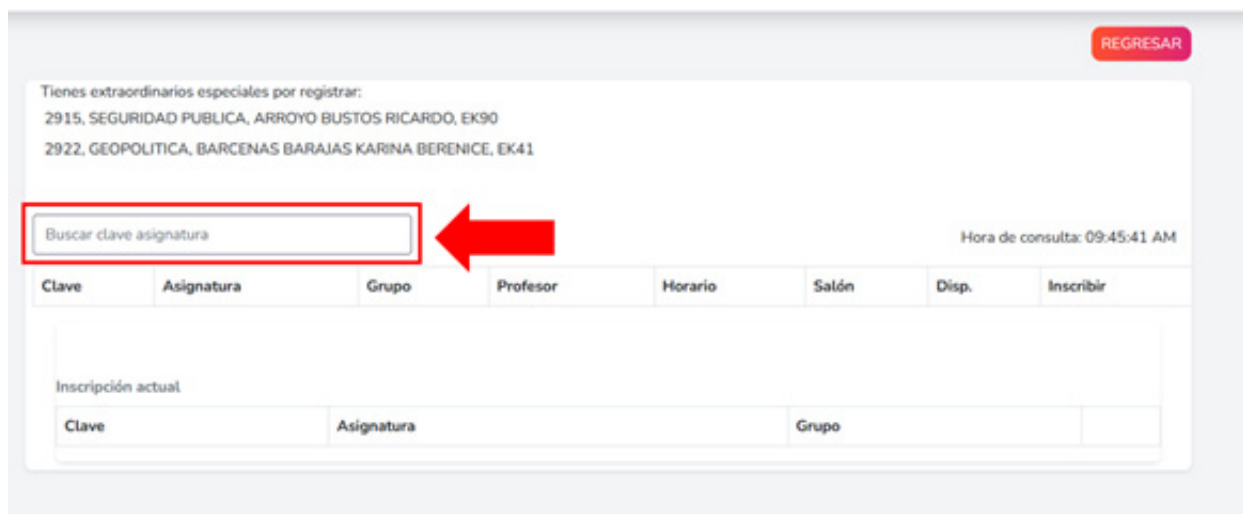 REGRESAR
Tienes extraordinarios especiales por registrar:
2915, SEGURIDAD PUBLICA, ARROYO BUSTOS RICARDO, EK90
2922, GEOPOLITICA, BARCENAS BARAJAS KARINA BERENICE, EK41
Buscar clave asignatura
Hora de consulta: 09:45:41 AM
Clave Asignatura Grupo Profesor Horario Salón Disp. Inscribir
Inscripción actual
Clave Asignatura Grupo